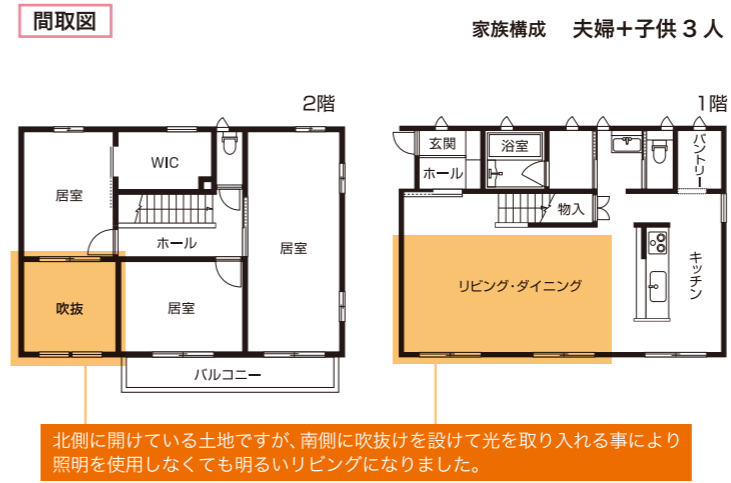 間取図
家族構成 夫婦+子供3人
2階
WIC
居室
ホール
居室
吹抜
居室
バルコニー
1階
玄関
浴室
パントリー
ホール
物入
キッチン
リビング・ダイニング
北側に開けている土地ですが、南側に吹抜けを設けて光を取り入れる事により
照明を使用しなくても明るいリビングになりました。